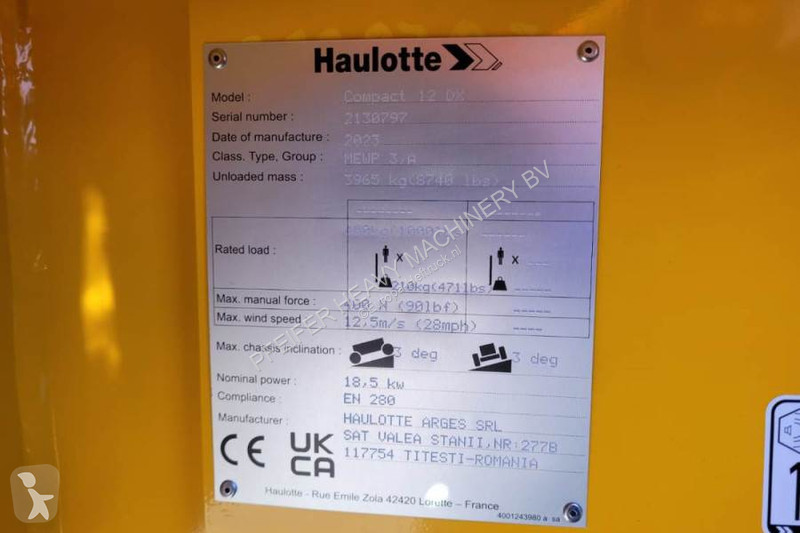 Haulotte
Model : Compact 12 DX
Serial number : 2130797
Date of manufacture : 2023
Class. Type, Group : MEWP 3,A
Unloaded mass : 3965 kg(8740 lbs)
Rated load :
x
x
210kg(471lbs)
Max. manual force : 400 N (90lbf)
Max. wind speed : 12,5m/s (28mph)
Max. chassis inclination : 3 deg 3 deg
Nominal power : 18,5 kw
Compliance : EN 280
Manufacturer : HAULOTTE ARGES SRL
SAT VALEA STANII,NR:277B
117754 TITESTI-ROMANIA
CE UK
CA
Haulotte - Rue Emile Zola 42420 Lorette – France
4001243980 a sa
PFEIFER HEAVY MACHINERY BV
1